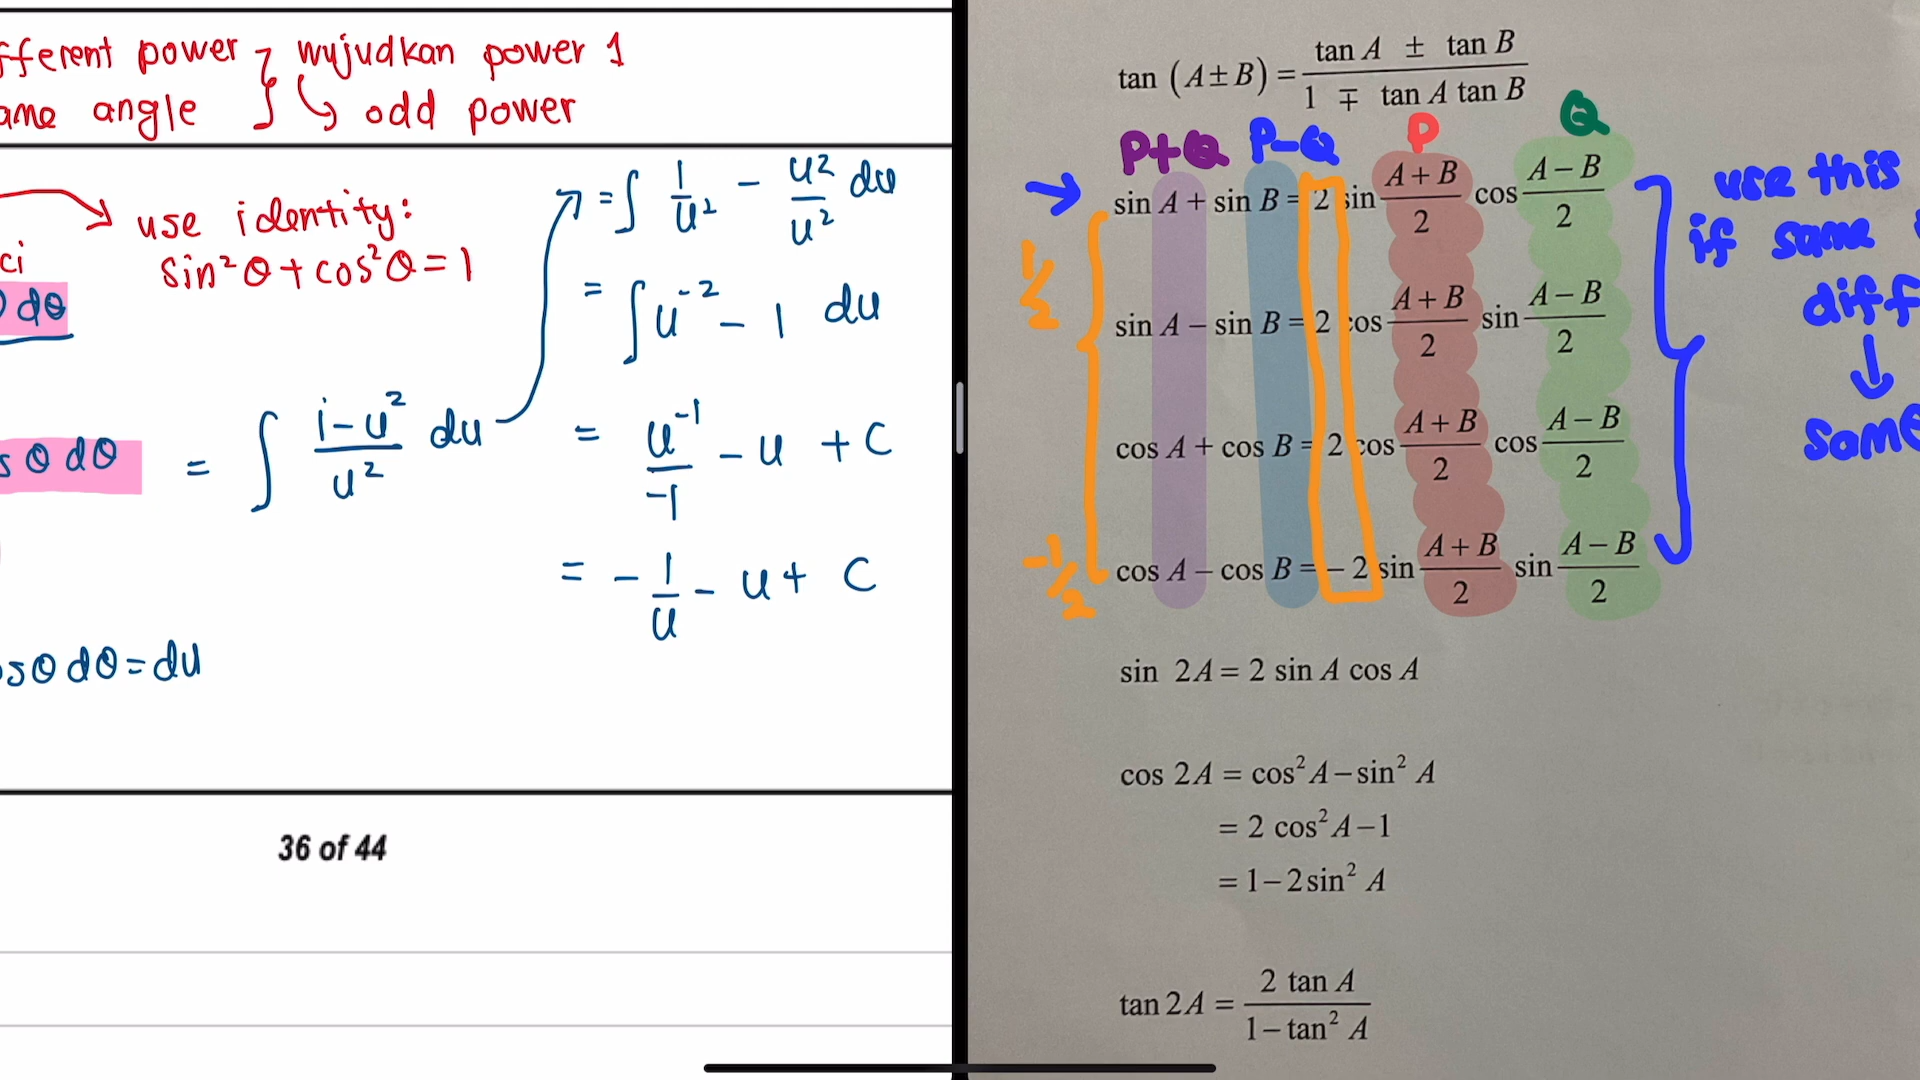 fferent power } wujudkan power 1
ame angle ↳ odd power
use identity:
sin²θ + cos²θ = 1
ci
dθ
s θ dθ
= ∫ (1-u²)/u² du
= ∫ 1/u² - u²/u² du
= ∫ u⁻² - 1 du
= u⁻¹/-1 - u + C
= - 1/u - u + C
osθ dθ = du
36 of 44
tan (A ± B) = (tan A ± tan B)/(1 ∓ tan A tan B)
P+Q P-Q P Q
→ sin A + sin B = 2 sin (A + B)/2 cos (A − B)/2
sin A − sin B = 2 cos (A + B)/2 sin (A − B)/2
cos A + cos B = 2 cos (A + B)/2 cos (A − B)/2
cos A − cos B = − 2 sin (A + B)/2 sin (A − B)/2
1/2
-1/2
use this
if same
diff
↓
same
sin 2A = 2 sin A cos A
cos 2A = cos² A − sin² A
= 2 cos² A − 1
= 1 − 2 sin² A
tan 2A = 2 tan A/(1 − tan² A)